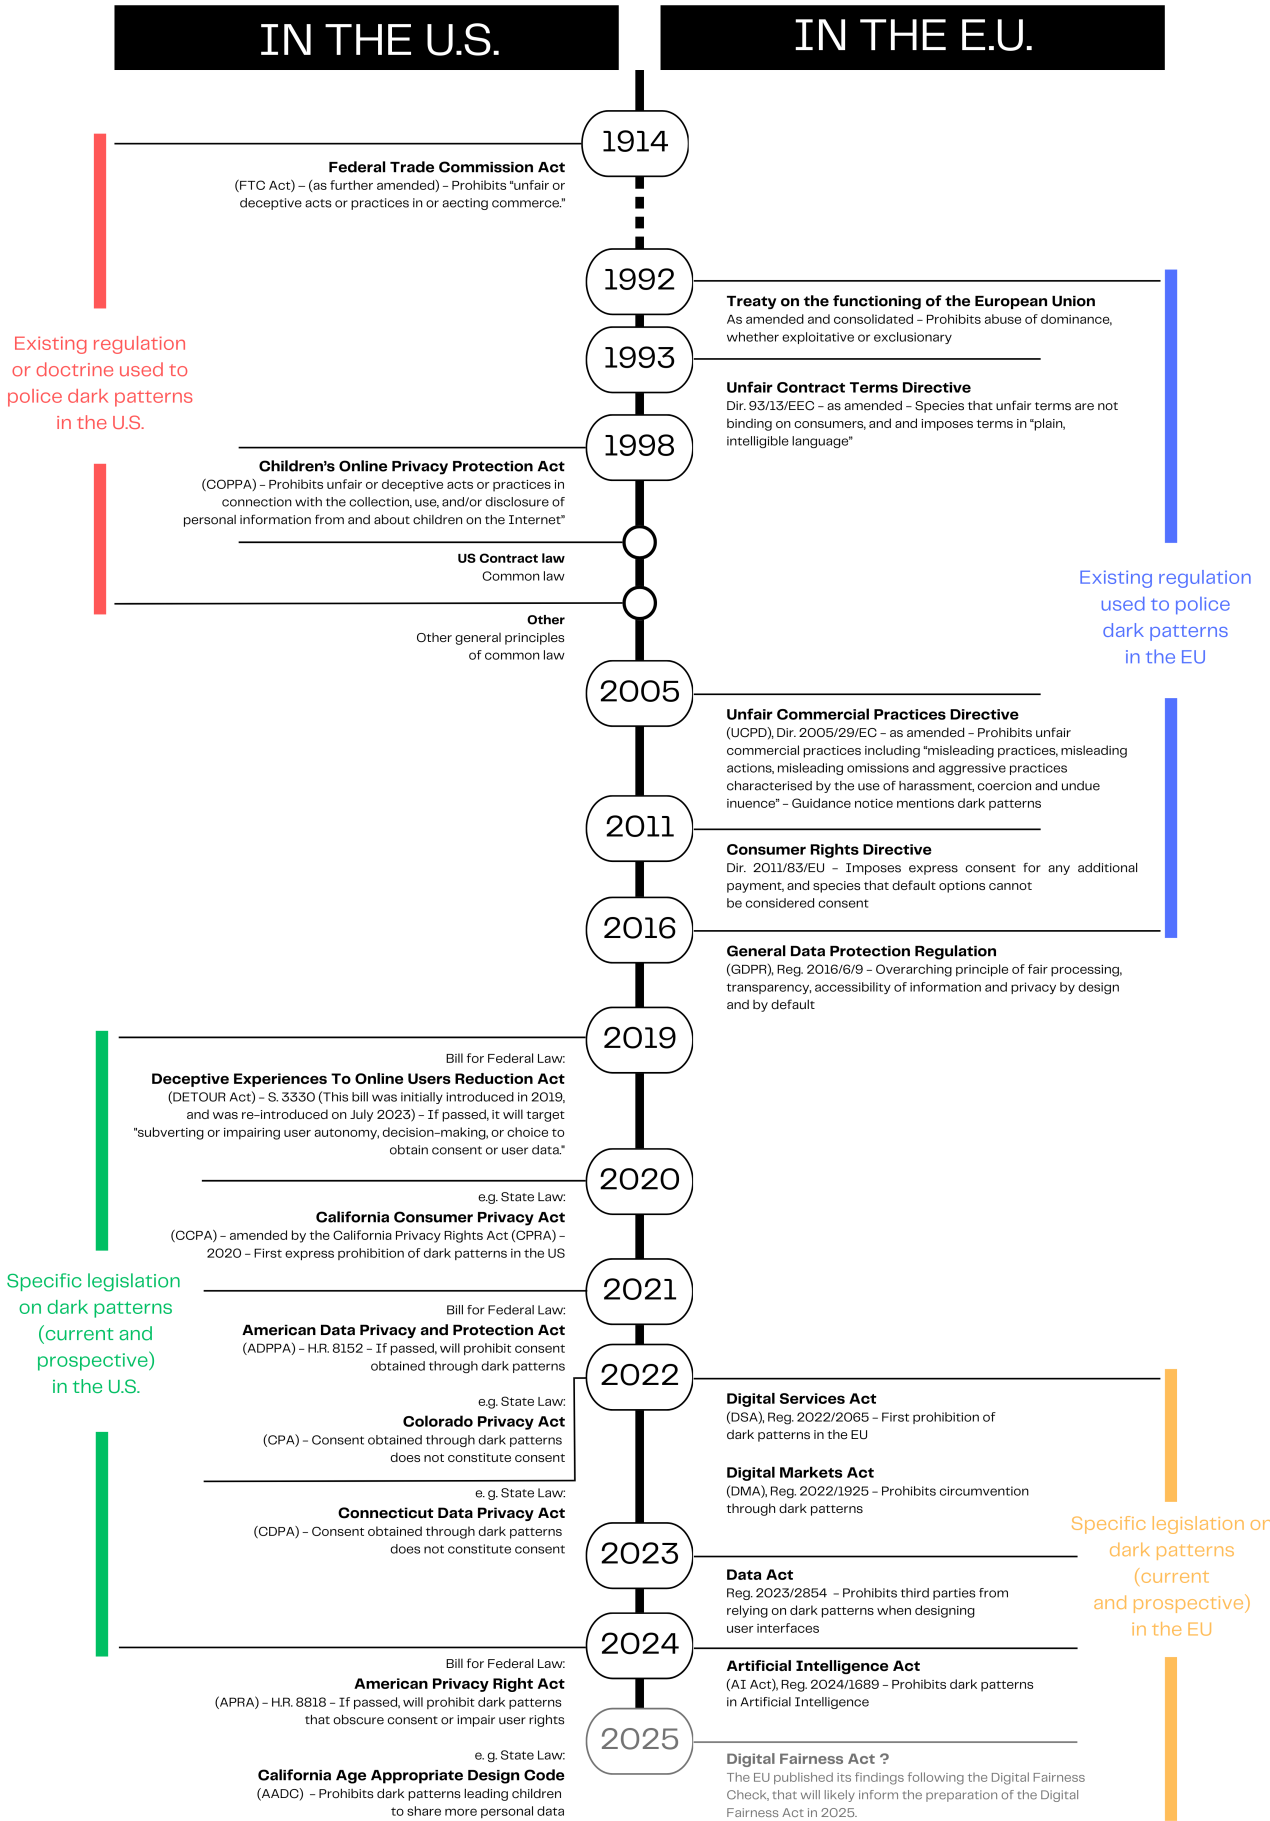 IN THE U.S.
IN THE E.U.
1914
Federal Trade Commission Act
(FTC Act) – (as further amended) – Prohibits “unfair or
deceptive acts or practices in or aecting commerce.”
1992
Treaty on the functioning of the European Union
As amended and consolidated – Prohibits abuse of dominance,
whether exploitative or exclusionary
1993
Unfair Contract Terms Directive
Dir. 93/13/EEC – as amended – Species that unfair terms are not
binding on consumers, and and imposes terms in “plain,
intelligible language”
Existing regulation
or doctrine used to
police dark patterns
in the U.S.
1998
Children’s Online Privacy Protection Act
(COPPA) – Prohibits unfair or deceptive acts or practices in
connection with the collection, use, and/or disclosure of
personal information from and about children on the Internet”
US Contract law
Common law
Other
Other general principles
of common law
Existing regulation
used to police
dark patterns
in the EU
2005
Unfair Commercial Practices Directive
(UCPD), Dir. 2005/29/EC – as amended – Prohibits unfair
commercial practices including “misleading practices, misleading
actions, misleading omissions and aggressive practices
characterised by the use of harassment, coercion and undue
inuence” – Guidance notice mentions dark patterns
2011
Consumer Rights Directive
Dir. 2011/83/EU – Imposes express consent for any additional
payment, and species that default options cannot
be considered consent
2016
General Data Protection Regulation
(GDPR), Reg. 2016/6/9 – Overarching principle of fair processing,
transparency, accessibility of information and privacy by design
and by default
2019
Bill for Federal Law:
Deceptive Experiences To Online Users Reduction Act
(DETOUR Act) – S. 3330 (This bill was initially introduced in 2019,
and was re-introduced on July 2023) – If passed, it will target
"subverting or impairing user autonomy, decision-making, or choice to
obtain consent or user data."
2020
e.g. State Law:
California Consumer Privacy Act
(CCPA) – amended by the California Privacy Rights Act (CPRA) –
2020 – First express prohibition of dark patterns in the US
Specific legislation
on dark patterns
(current and
prospective)
in the U.S.
2021
Bill for Federal Law:
American Data Privacy and Protection Act
(ADPPA) – H.R. 8152 – If passed, will prohibit consent
obtained through dark patterns
2022
e.g. State Law:
Colorado Privacy Act
(CPA) – Consent obtained through dark patterns
does not constitute consent
e. g. State Law:
Connecticut Data Privacy Act
(CDPA) – Consent obtained through dark patterns
does not constitute consent
Digital Services Act
(DSA), Reg. 2022/2065 – First prohibition of
dark patterns in the EU
Digital Markets Act
(DMA), Reg. 2022/1925 – Prohibits circumvention
through dark patterns
Specific legislation on
dark patterns
(current
and prospective)
in the EU
2023
Data Act
Reg. 2023/2854 – Prohibits third parties from
relying on dark patterns when designing
user interfaces
2024
Bill for Federal Law:
American Privacy Right Act
(APRA) – H.R. 8818 – If passed, will prohibit dark patterns
that obscure consent or impair user rights
e. g. State Law:
California Age Appropriate Design Code
(AADC) – Prohibits dark patterns leading children
to share more personal data
Artificial Intelligence Act
(AI Act), Reg. 2024/1689 – Prohibits dark patterns
in Artificial Intelligence
2025
Digital Fairness Act ?
The EU published its findings following the Digital Fairness
Check, that will likely inform the preparation of the Digital
Fairness Act in 2025.